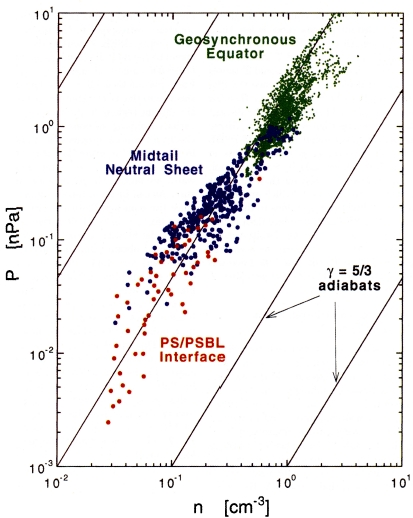 10¹
Geosynchronous
Equator
10⁰
Midtail
Neutral Sheet
P [nPa]
10⁻¹
γ = 5/3
adiabats
PS/PSBL
Interface
10⁻²
10⁻³
10⁻² 10⁻¹ 10⁰ 10¹
n [cm⁻³]